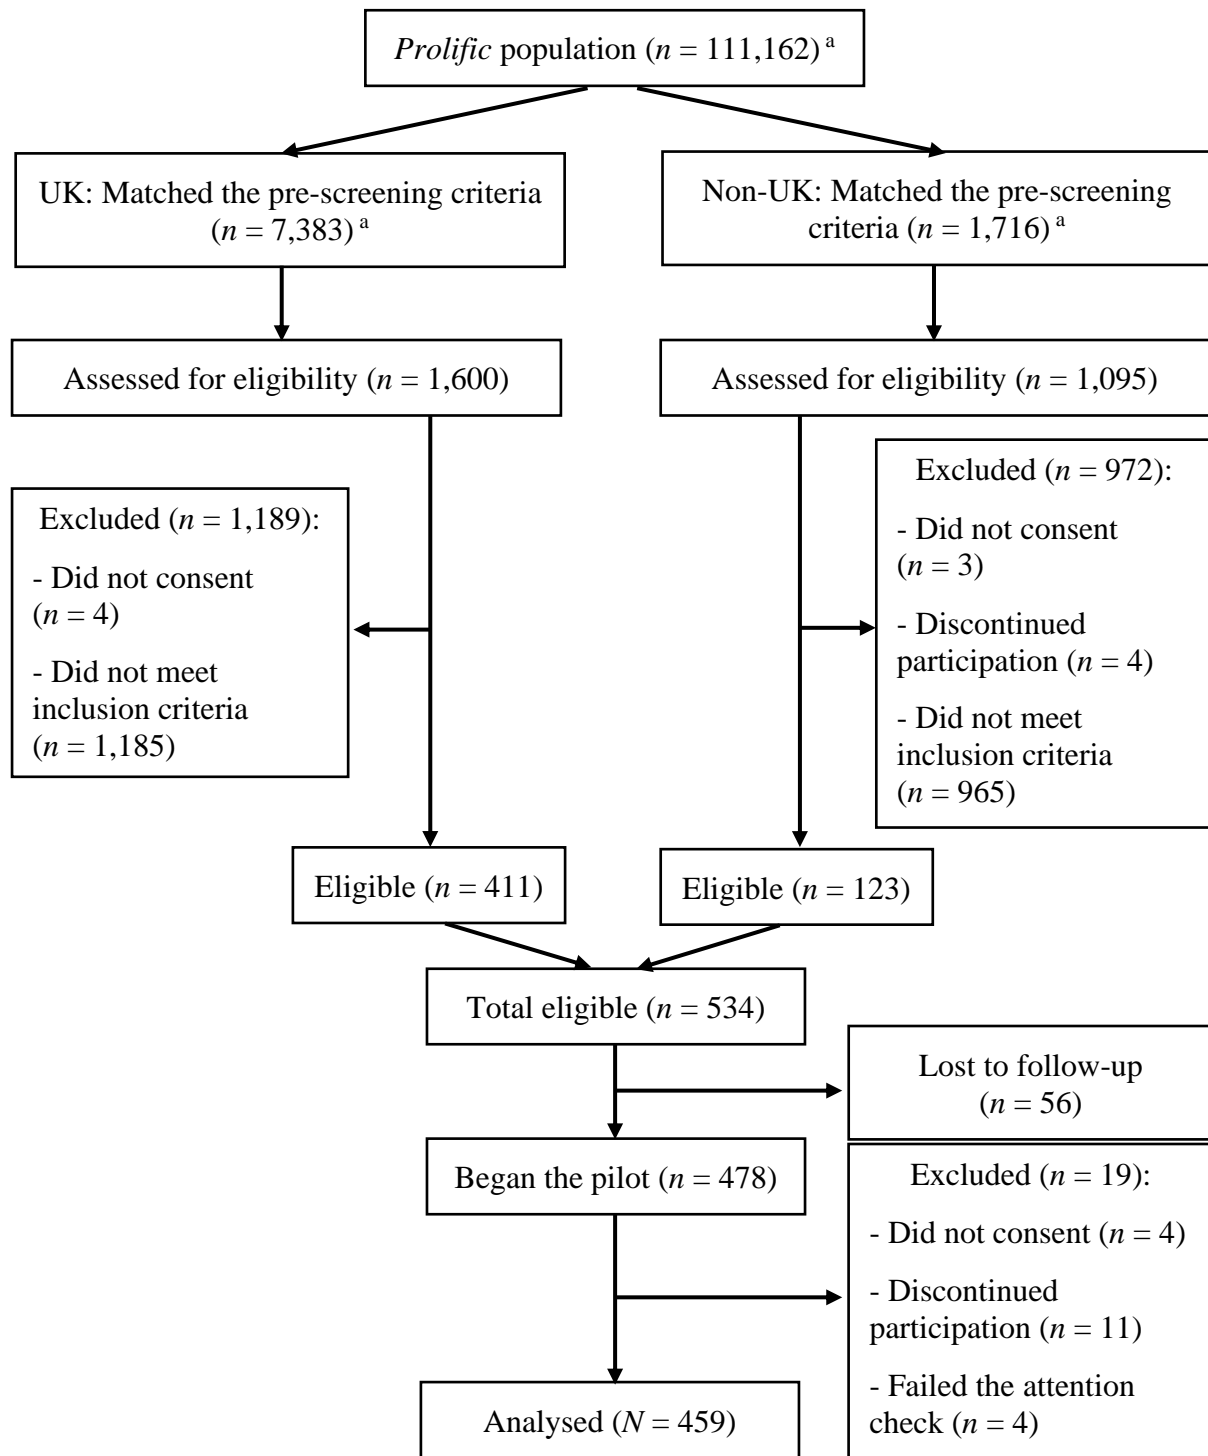 Prolific population (n = 111,162) a
UK: Matched the pre-screening criteria
(n = 7,383) a
Non-UK: Matched the pre-screening
criteria (n = 1,716) a
Assessed for eligibility (n = 1,600)
Assessed for eligibility (n = 1,095)
Excluded (n = 1,189):
- Did not consent
(n = 4)
- Did not meet
inclusion criteria
(n = 1,185)
Excluded (n = 972):
- Did not consent
(n = 3)
- Discontinued
participation (n = 4)
- Did not meet
inclusion criteria
(n = 965)
Eligible (n = 411)
Eligible (n = 123)
Total eligible (n = 534)
Lost to follow-up
(n = 56)
Began the pilot (n = 478)
Excluded (n = 19):
- Did not consent (n = 4)
- Discontinued
participation (n = 11)
- Failed the attention
check (n = 4)
Analysed (N = 459)